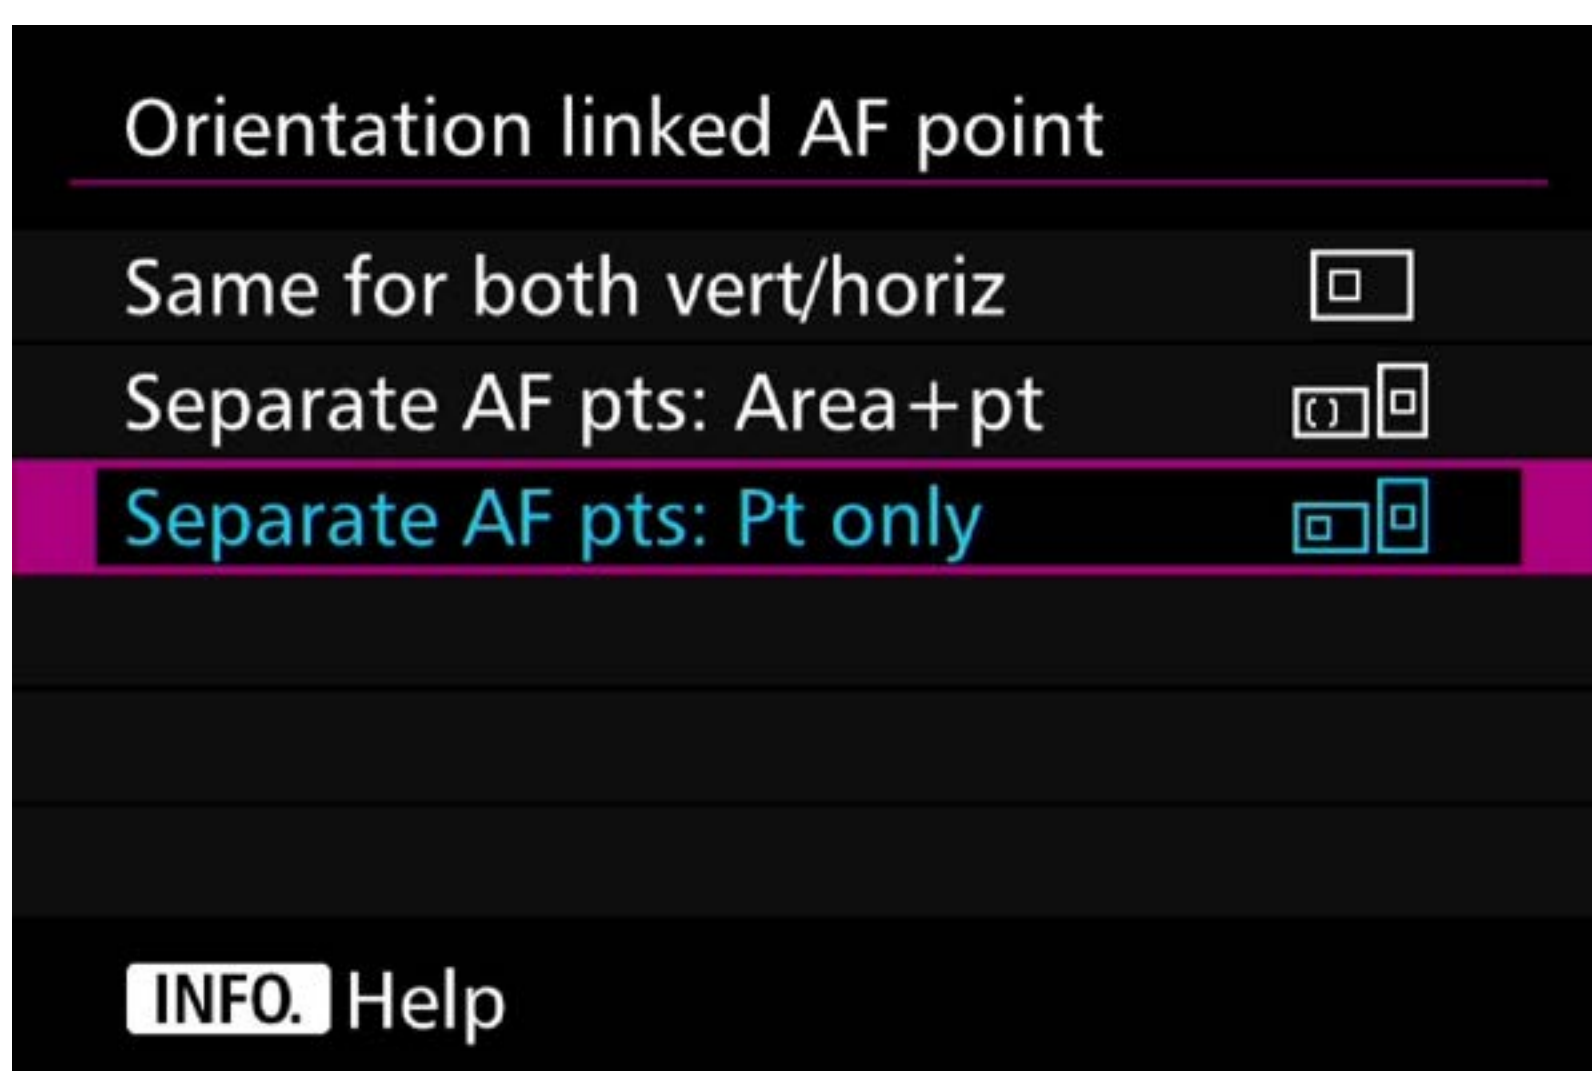 Orientation linked AF point
Same for both vert/horiz
Separate AF pts: Area+pt
Separate AF pts: Pt only
INFO. Help